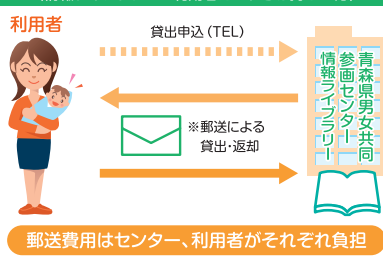 利用者
貸出申込（TEL）
※郵送による
貸出・返却
青森県男女共同
参画センター
情報ライブラリー
郵送費用はセンター、利用者がそれぞれ負担